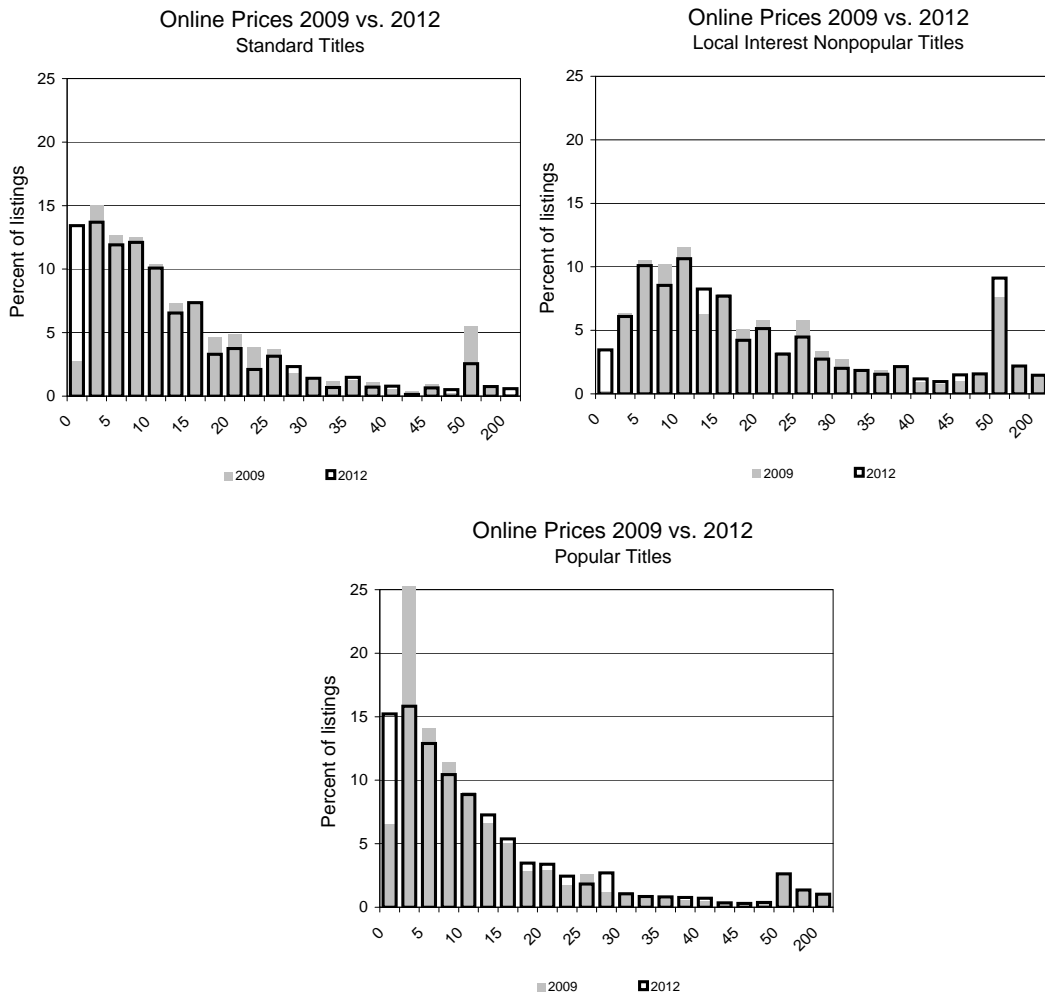 Online Prices 2009 vs. 2012
Standard Titles
25
20
15
10
5
0
Percent of listings
0 5 10 15 20 25 30 35 40 45 50 200
2009 2012
Online Prices 2009 vs. 2012
Local Interest Nonpopular Titles
25
20
15
10
5
0
Percent of listings
0 5 10 15 20 25 30 35 40 45 50 200
2009 2012
Online Prices 2009 vs. 2012
Popular Titles
25
20
15
10
5
0
Percent of listings
0 5 10 15 20 25 30 35 40 45 50 200
2009 2012